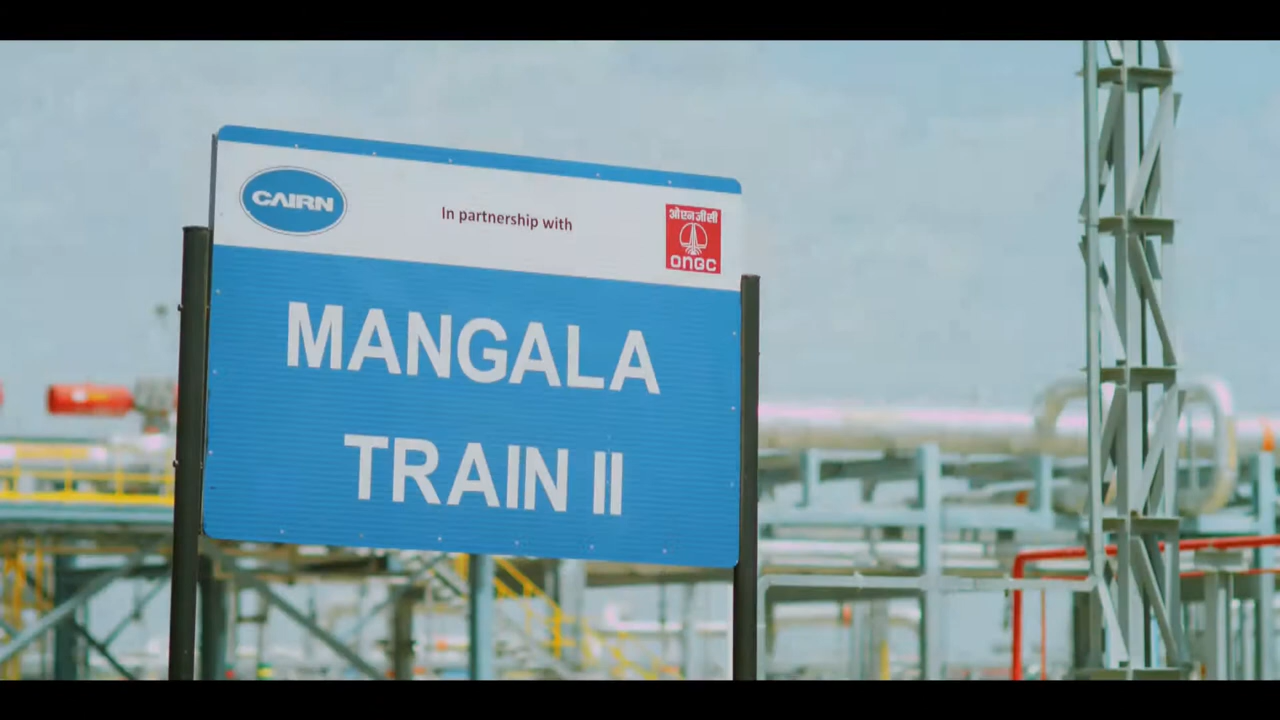 CAIRN
In partnership with
ओएनजीसी
ONGC
MANGALA
TRAIN II